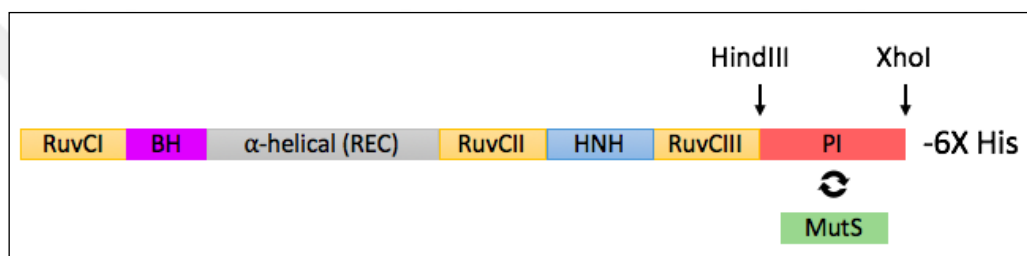 HindIII XhoI
RuvCI BH α-helical (REC) RuvCII HNH RuvCIII PI -6X His
MutS